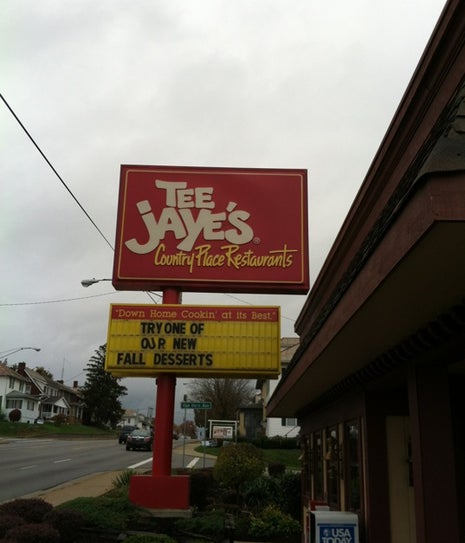 TEE
JAYE'S
Country Place Restaurants
"Down Home Cookin' at its Best."
TRY ONE OF
OUR NEW
FALL DESSERTS
USA
TODAY